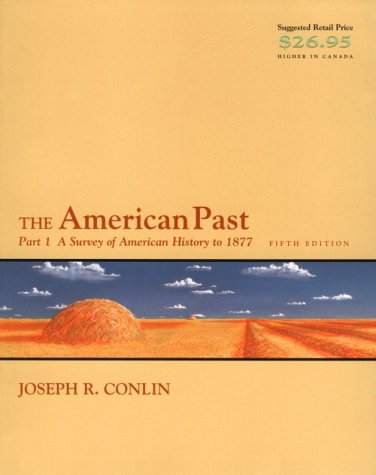 Suggested Retail Price
$26.95
HIGHER IN CANADA
THE American Past
Part 1 A Survey of American History to 1877 FIFTH EDITION
JOSEPH R. CONLIN